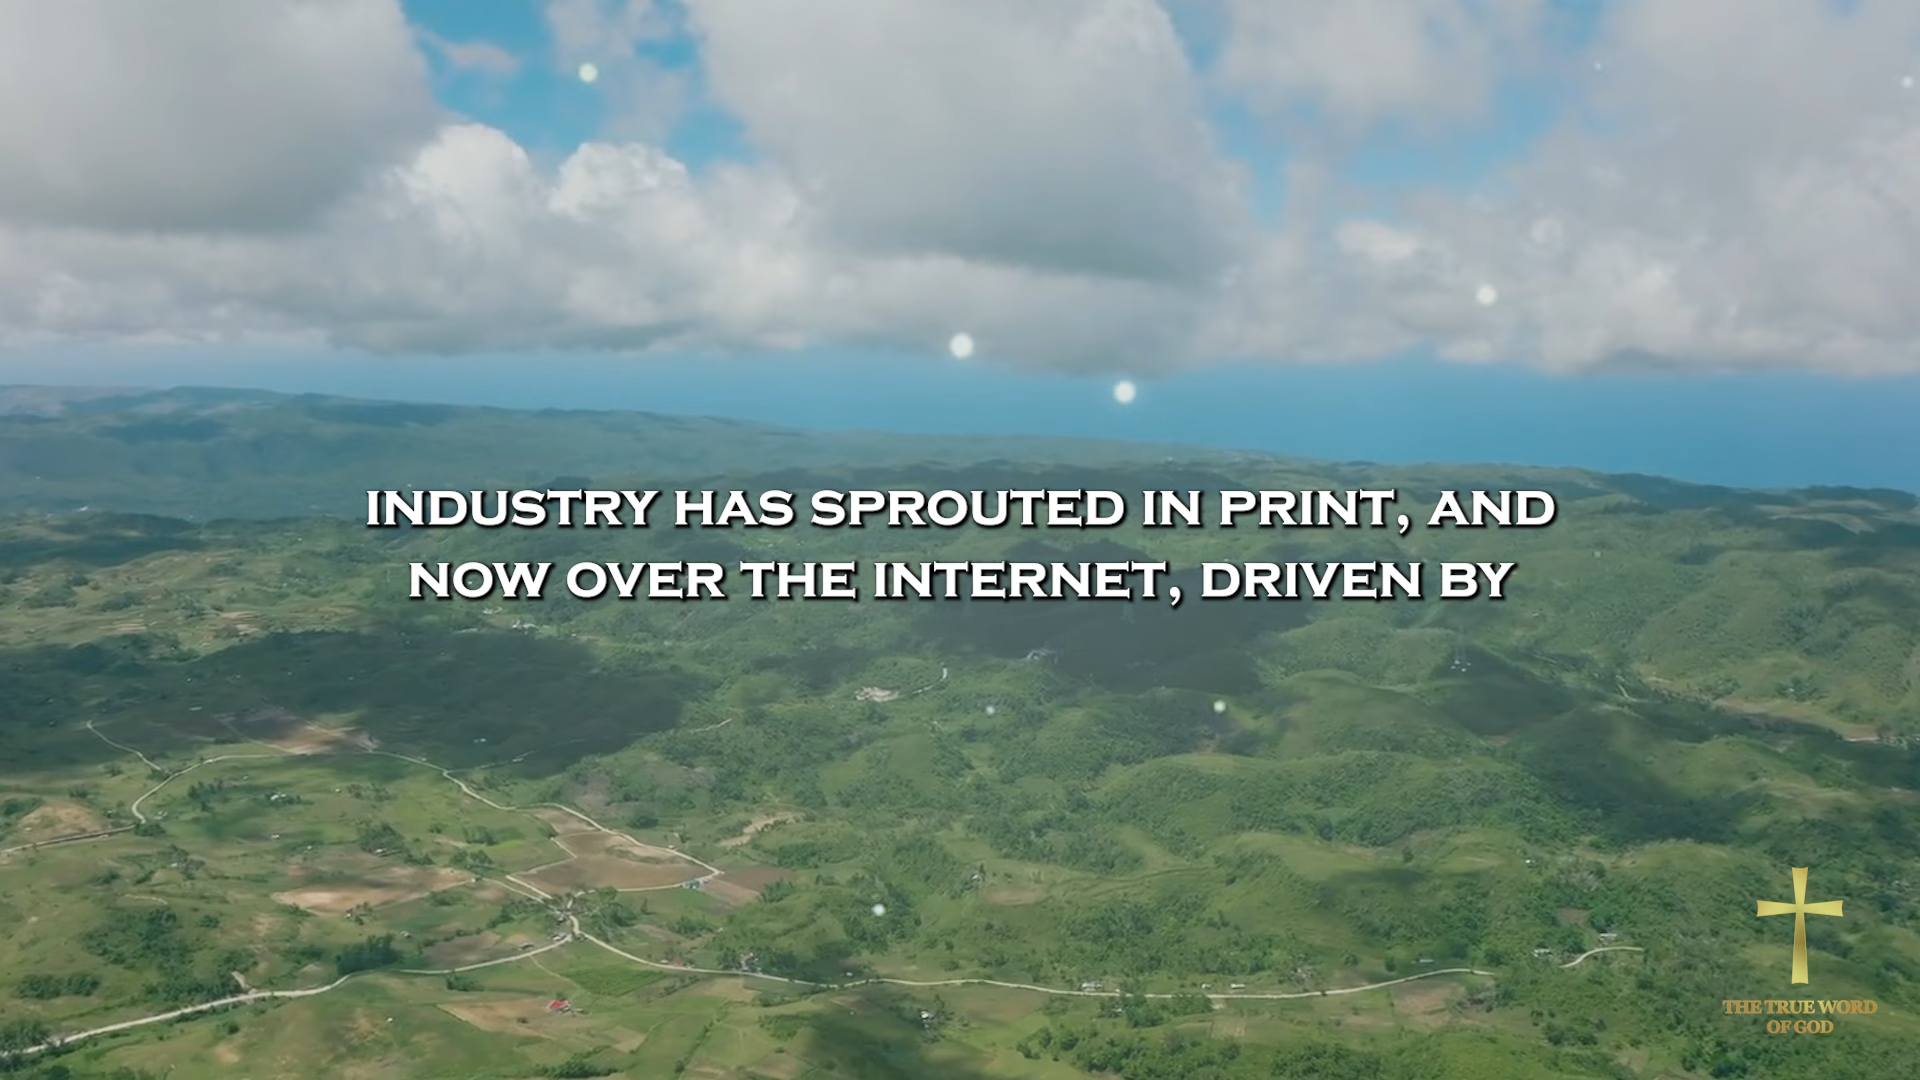 INDUSTRY HAS SPROUTED IN PRINT, AND
NOW OVER THE INTERNET, DRIVEN BY
THE TRUE WORD
OF GOD